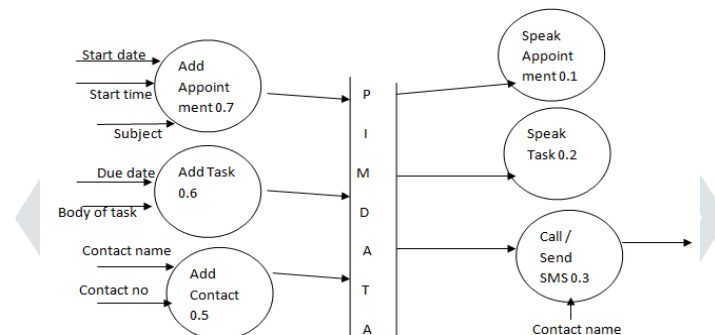 Start date
Start time
Subject
Add
Appoint
ment 0.7
Due date
Body of task
Add Task
0.6
Contact name
Contact no
Add
Contact
0.5
P
I
M
D
A
T
A
Speak
Appoint
ment 0.1
Speak
Task 0.2
Call /
Send
SMS 0.3
Contact name